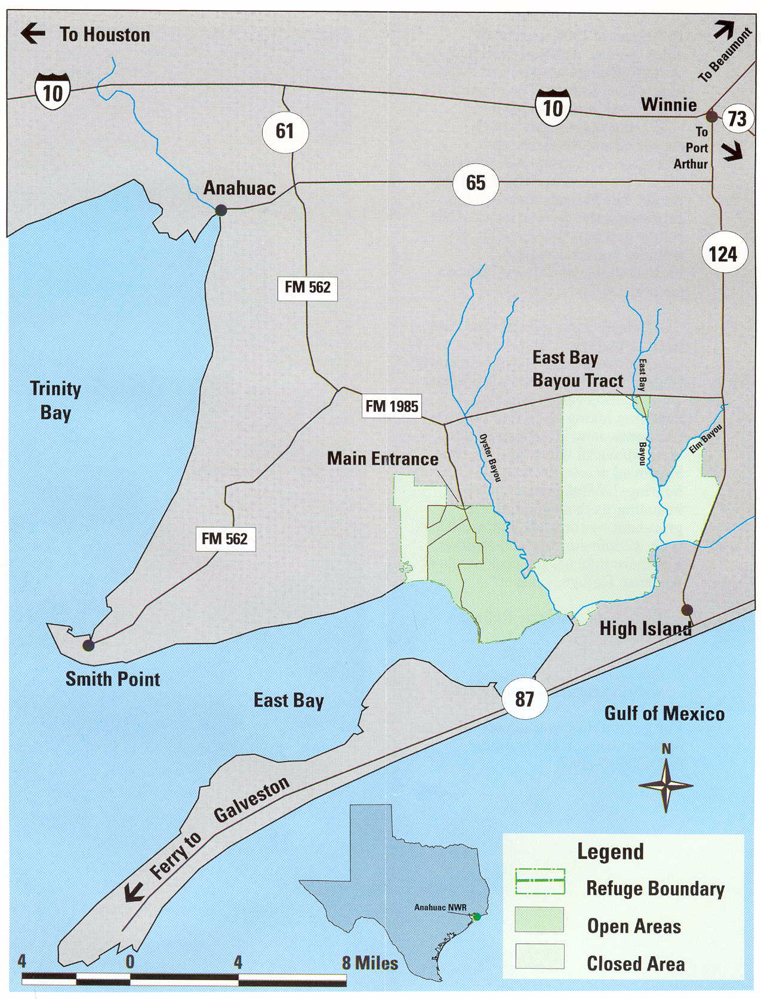 To Houston
To Beaumont
10
10
Winnie
73
61
To
Port
Arthur
65
Anahuac
124
FM 562
East Bay
Bayou Tract
East Bay
Trinity
Bay
FM 1985
Oyster Bayou
Bayou
Elm Bayou
Main Entrance
FM 562
High Island
Smith Point
East Bay
87
Gulf of Mexico
N
Ferry to Galveston
Legend
Refuge Boundary
Open Areas
Closed Area
Anahuac NWR
4 0 4 8 Miles